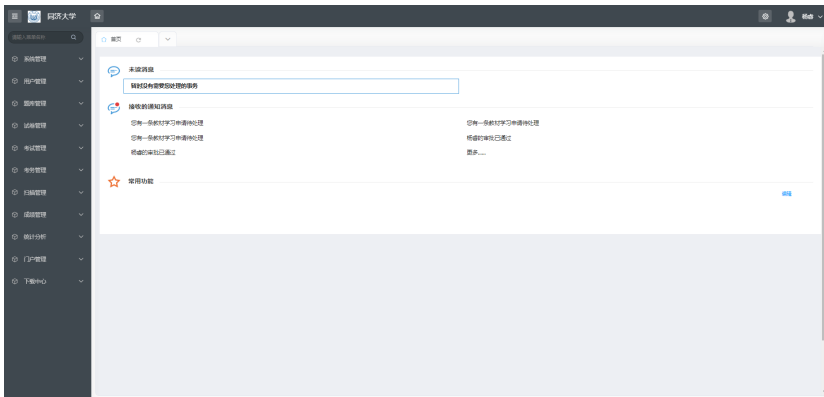 同济大学
首页
系统管理
用户管理
题库管理
试卷管理
考试管理
考务管理
扫描管理
成绩管理
统计分析
门户管理
下载中心
未读消息
暂时没有需要您处理的事务
接收的通知消息
您有一条教材学习申请待处理
您有一条教材学习申请待处理
您有一条教材学习申请待处理
杨睿的审批已通过
杨睿的审批已通过
更多......
常用功能
编辑